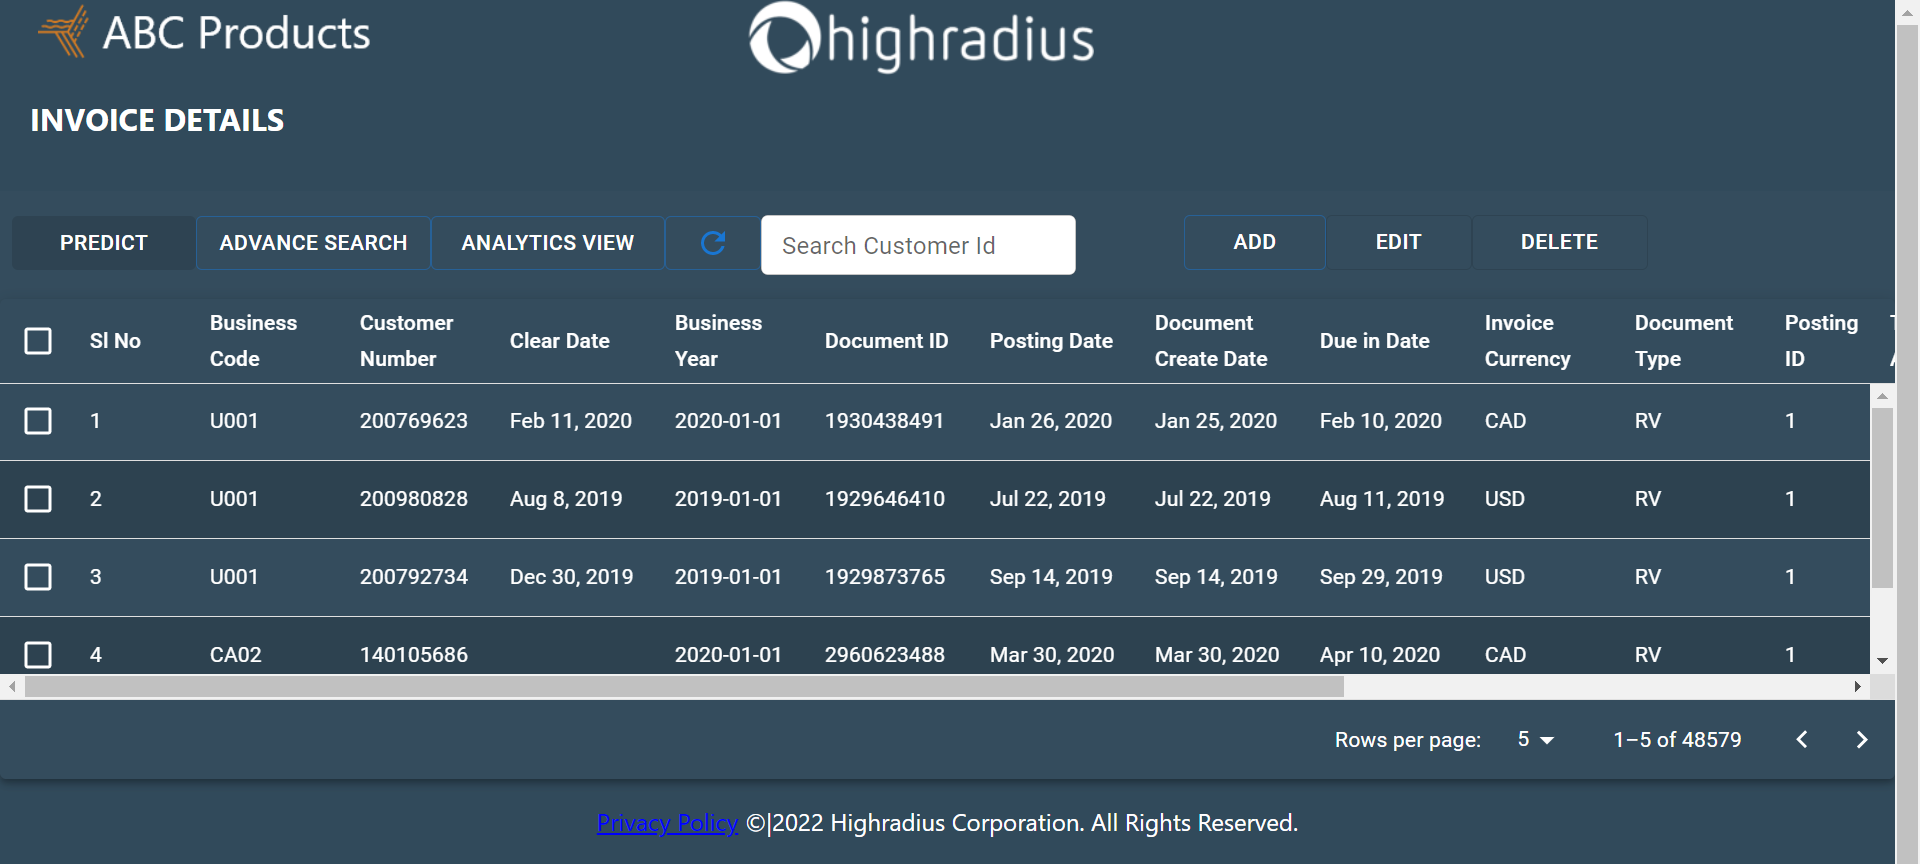 ABC Products
highradius
INVOICE DETAILS
PREDICT ADVANCE SEARCH ANALYTICS VIEW Search Customer Id ADD EDIT DELETE
Sl No Business Code Customer Number Clear Date Business Year Document ID Posting Date Document Create Date Due in Date Invoice Currency Document Type Posting ID
1 U001 200769623 Feb 11, 2020 2020-01-01 1930438491 Jan 26, 2020 Jan 25, 2020 Feb 10, 2020 CAD RV 1
2 U001 200980828 Aug 8, 2019 2019-01-01 1929646410 Jul 22, 2019 Jul 22, 2019 Aug 11, 2019 USD RV 1
3 U001 200792734 Dec 30, 2019 2019-01-01 1929873765 Sep 14, 2019 Sep 14, 2019 Sep 29, 2019 USD RV 1
4 CA02 140105686 2020-01-01 2960623488 Mar 30, 2020 Mar 30, 2020 Apr 10, 2020 CAD RV 1
Rows per page: 5 1–5 of 48579
Privacy Policy ©|2022 Highradius Corporation. All Rights Reserved.